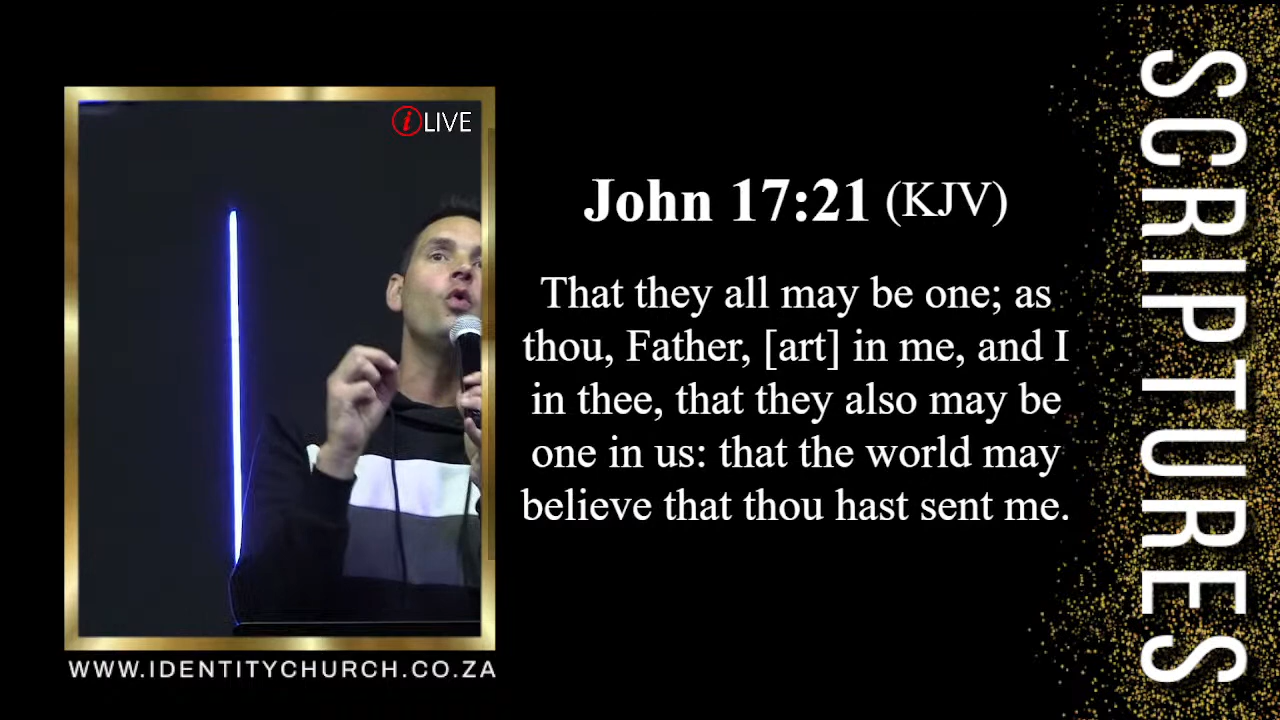 i LIVE
WWW.IDENTITYCHURCH.CO.ZA
John 17:21 (KJV)
That they all may be one; as
thou, Father, [art] in me, and I
in thee, that they also may be
one in us: that the world may
believe that thou hast sent me.
SCRIPTURES